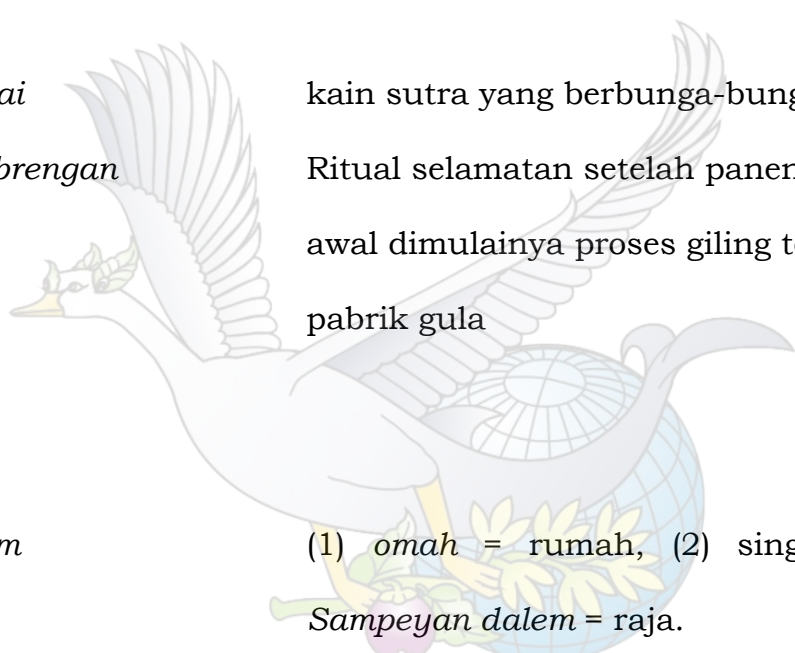 ai kain sutra yang berbunga-bung
brengan Ritual selamatan setelah panen
awal dimulainya proses giling t
pabrik gula
m (1) omah = rumah, (2) sing
Sampeyan dalem = raja.